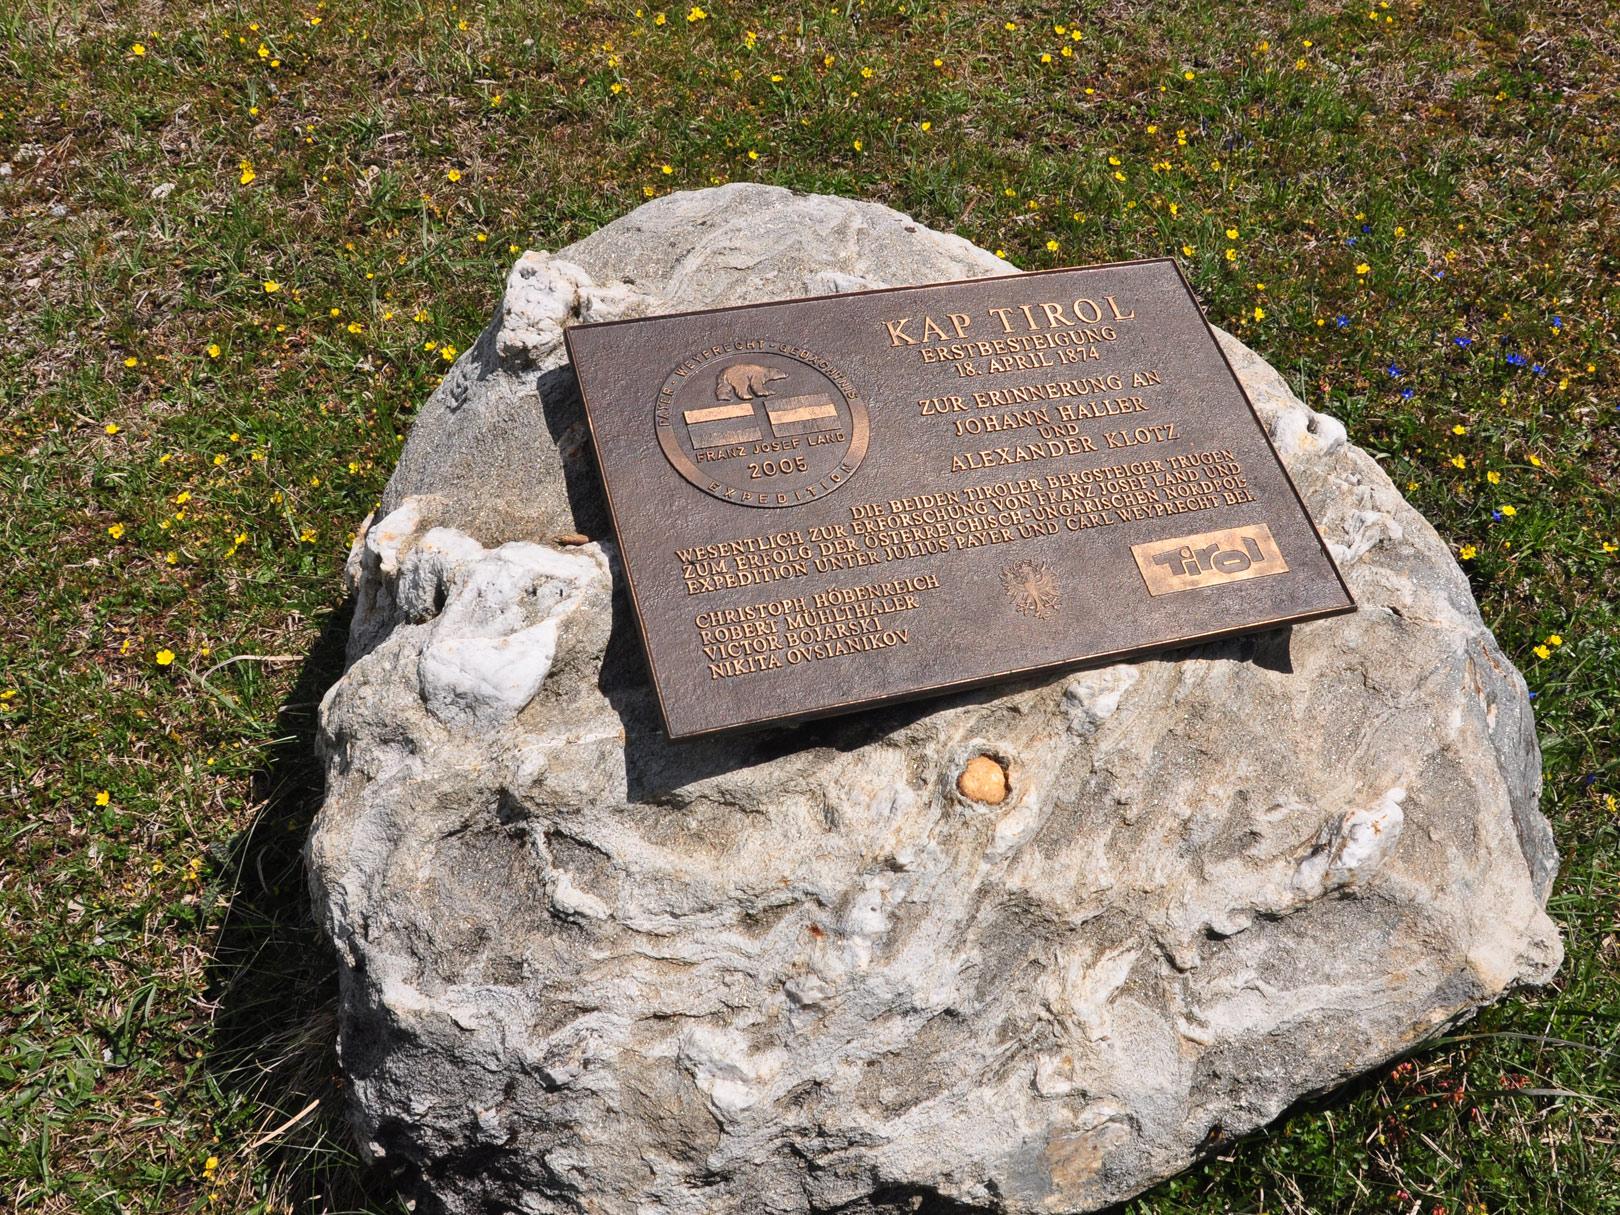 PAYER-WEYPRECHT-GEDÄCHTNIS
FRANZ JOSEF LAND
2005
EXPEDITION
KAP TIROL
ERSTBESTEIGUNG
18. APRIL 1874
ZUR ERINNERUNG AN
JOHANN HALLER
UND
ALEXANDER KLOTZ
DIE BEIDEN TIROLER BERGSTEIGER TRUGEN
WESENTLICH ZUR ERFORSCHUNG VON FRANZ JOSEF LAND UND
ZUM ERFOLG DER ÖSTERREICHISCH-UNGARISCHEN NORDPOL-
EXPEDITION UNTER JULIUS PAYER UND CARL WEYPRECHT BEI.
CHRISTOPH HÖBENREICH
ROBERT MÜHLTHALER
VICTOR BOJARSKI
NIKITA OVSIANIKOV
Tirol